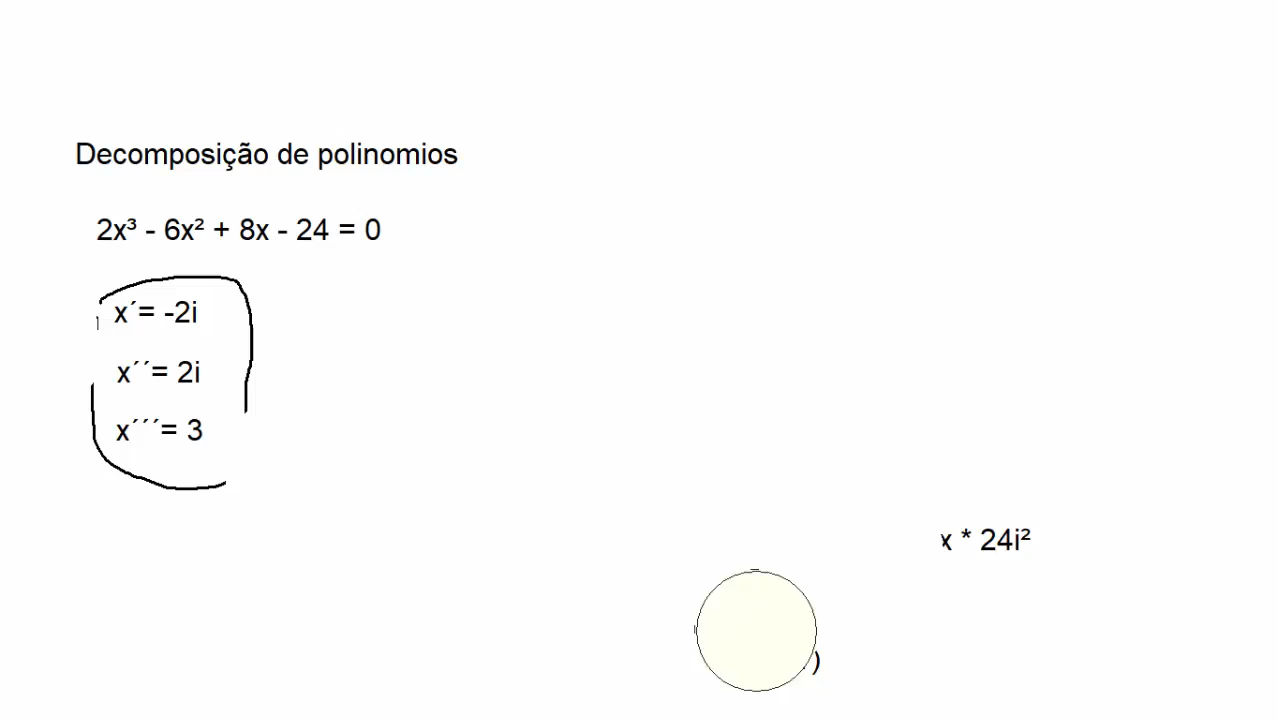 Decomposição de polinomios
2x³ - 6x² + 8x - 24 = 0
x´= -2i
x´´= 2i
x´´´= 3
x * 24i²
)